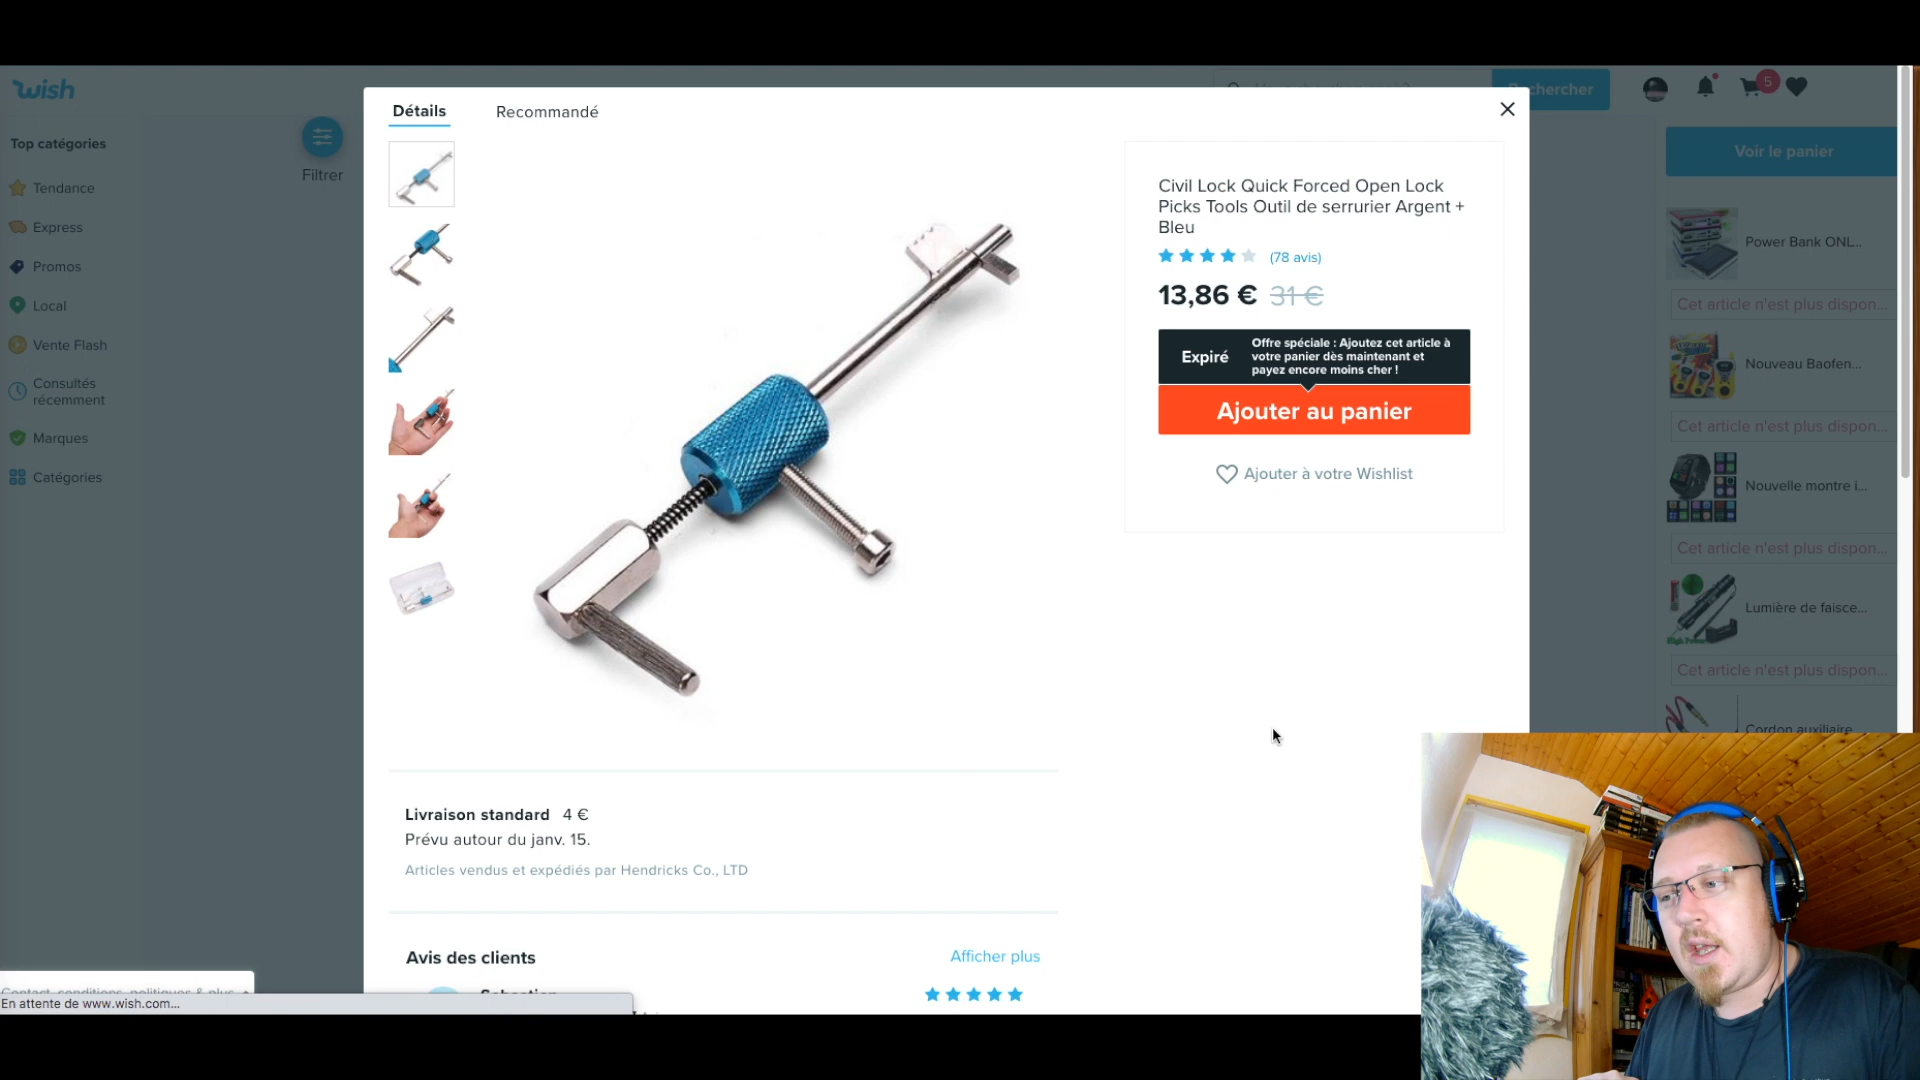 wish
Rechercher
5
Top catégories
Tendance
Express
Promos
Local
Vente Flash
Consultés
récemment
Marques
Catégories
Filtrer
Détails
Recommandé
Civil Lock Quick Forced Open Lock
Picks Tools Outil de serrurier Argent +
Bleu
(78 avis)
13,86 € 31 €
Expiré
Offre spéciale : Ajoutez cet article à
votre panier dès maintenant et
payez encore moins cher !
Ajouter au panier
Ajouter à votre Wishlist
Livraison standard 4 €
Prévu autour du janv. 15.
Articles vendus et expédiés par Hendricks Co., LTD
Avis des clients
Afficher plus
Sebastian
Voir le panier
Power Bank ONL...
Cet article n'est plus dispon...
Nouveau Baofen...
Cet article n'est plus dispon...
Nouvelle montre i...
Cet article n'est plus dispon...
Lumière de faisce...
Cet article n'est plus dispon...
Cordon auxiliaire
Contact, conditions, politiques & plus
En attente de www.wish.com...